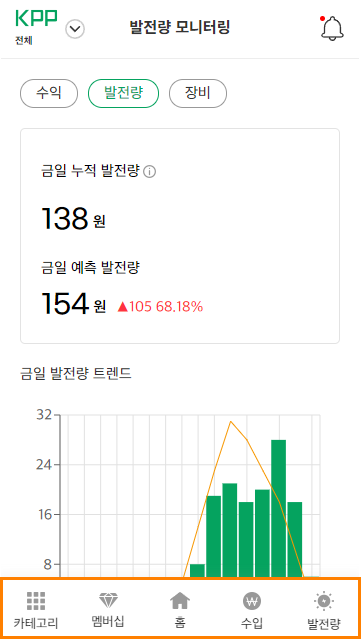 KPP
전체
발전량 모니터링
수익
발전량
장비
금일 누적 발전량
138 원
금일 예측 발전량
154 원 ▲105 68.18%
금일 발전량 트렌드
32
24
16
8
카테고리
멤버십
홈
수입
발전량